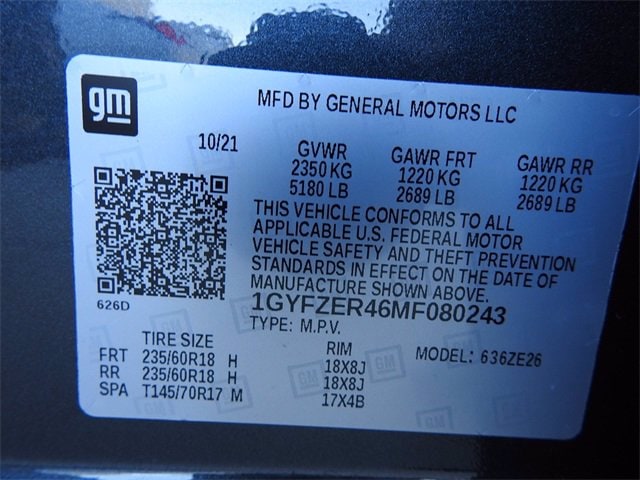 gm
MFD BY GENERAL MOTORS LLC
10/21
GVWR
2350 KG
5180 LB
GAWR FRT
1220 KG
2689 LB
GAWR RR
1220 KG
2689 LB
THIS VEHICLE CONFORMS TO ALL
APPLICABLE U.S. FEDERAL MOTOR
VEHICLE SAFETY AND THEFT PREVENTION
STANDARDS IN EFFECT ON THE DATE OF
MANUFACTURE SHOWN ABOVE.
626D
1GYFZER46MF080243
TYPE: M.P.V.
MODEL: 636ZE26
TIRE SIZE
RIM
FRT 235/60R18 H 18X8J
RR 235/60R18 H 18X8J
SPA T145/70R17 M 17X4B